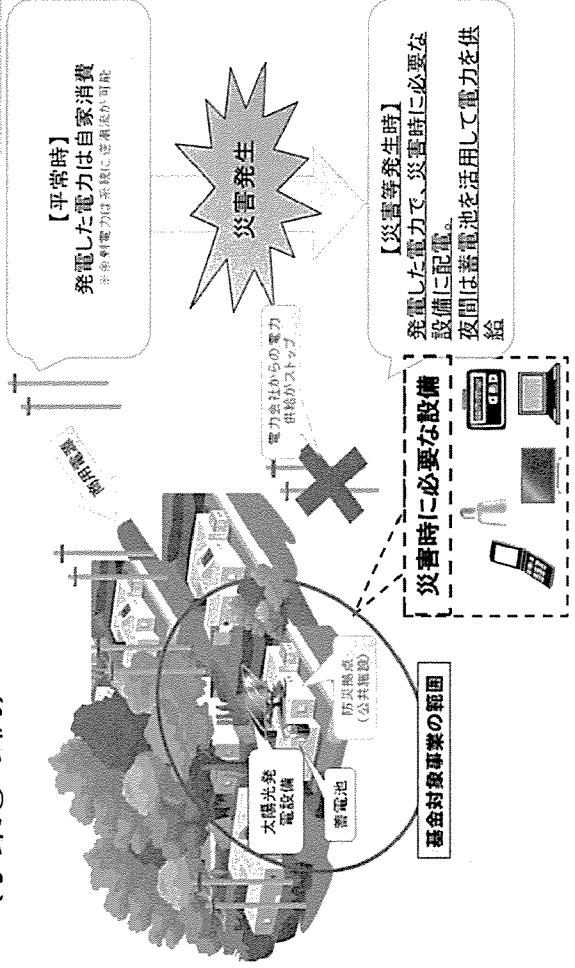 【平常時】
発電した電力は自家消費
※余剰電力は系統に逆潮流が可能
災害発生
【災害等発生時】
発電した電力で、災害時に必要な
設備に配電。
夜間は蓄電池を活用して電力を供
給
商用電源
電力会社からの電力
供給がストップ
太陽光発
電設備
蓄電池
防災拠点
(公共施設)
基金対象事業の範囲
災害時に必要な設備